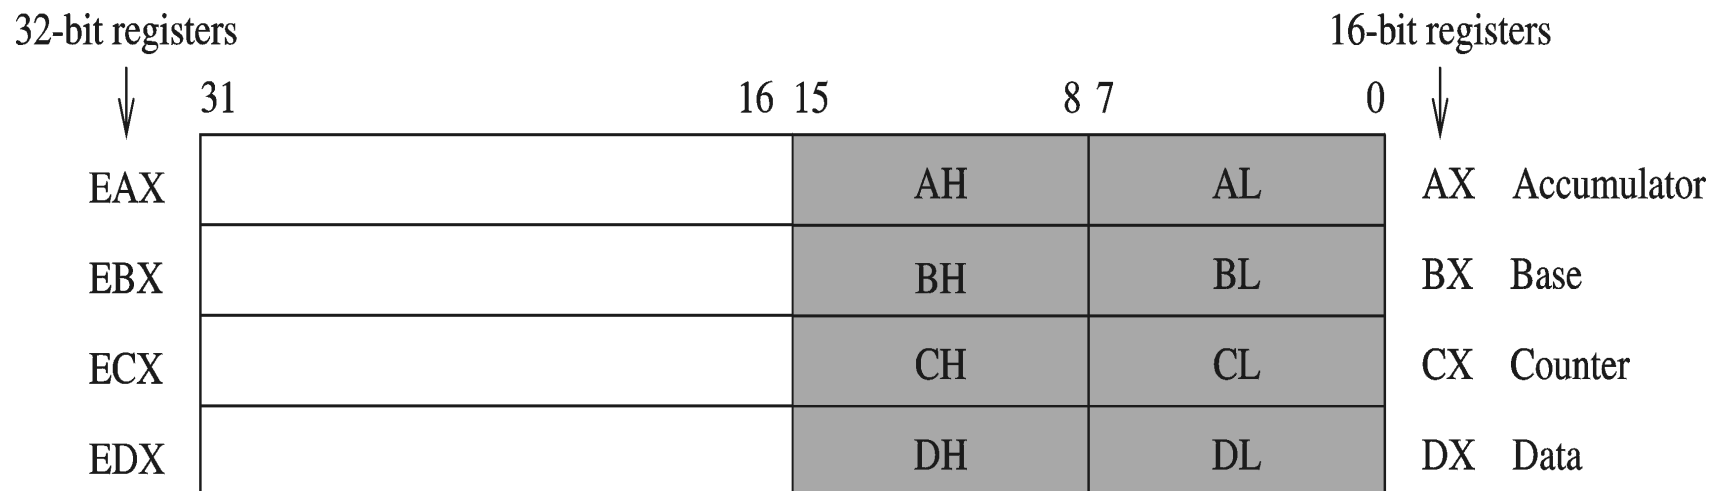 32-bit registers 16-bit registers
31 16 15 8 7 0
EAX AH AL AX Accumulator
EBX BH BL BX Base
ECX CH CL CX Counter
EDX DH DL DX Data